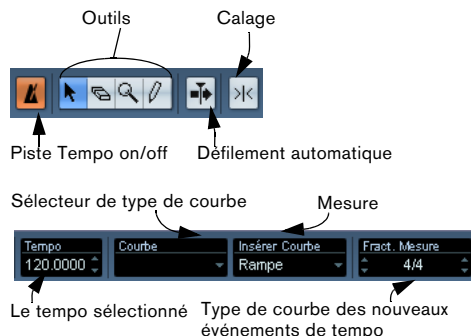 Outils
Calage
Piste Tempo on/off
Défilement automatique
Sélecteur de type de courbe
Mesure
Tempo
Courbe
Insérer Courbe
Fract. Mesure
120.0000
Rampe
4/4
Le tempo sélectionné
Type de courbe des nouveaux
événements de tempo